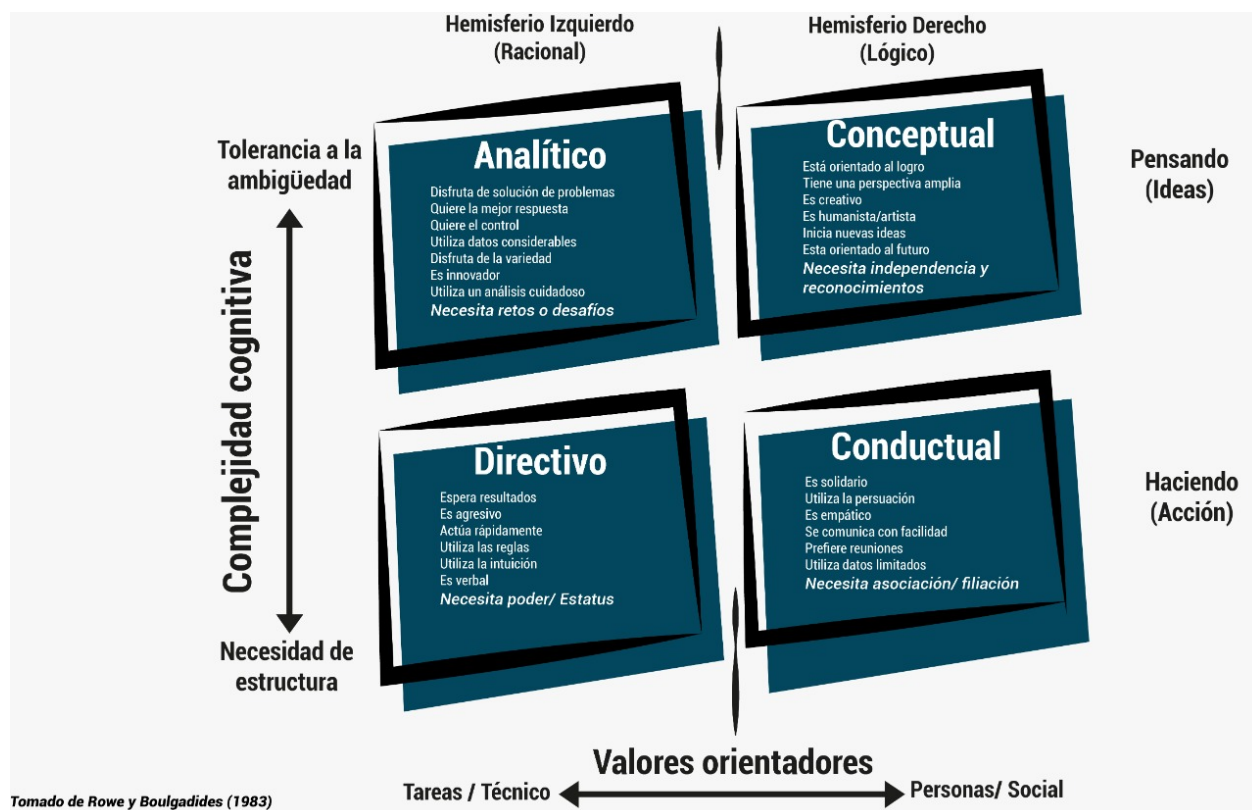 Hemisferio Izquierdo
(Racional)
Hemisferio Derecho
(Lógico)
Tolerancia a la
ambigüedad
Complejidad cognitiva
Necesidad de
estructura
Analítico
Disfruta de solución de problemas
Quiere la mejor respuesta
Quiere el control
Utiliza datos considerables
Disfruta de la variedad
Es innovador
Utiliza un análisis cuidadoso
Necesita retos o desafíos
Conceptual
Está orientado al logro
Tiene una perspectiva amplia
Es creativo
Es humanista/artista
Inicia nuevas ideas
Esta orientado al futuro
Necesita independencia y
reconocimientos
Pensando
(Ideas)
Directivo
Espera resultados
Es agresivo
Actúa rápidamente
Utiliza las reglas
Utiliza la intuición
Es verbal
Necesita poder/ Estatus
Conductual
Es solidario
Utiliza la persuación
Es empático
Se comunica con facilidad
Prefiere reuniones
Utiliza datos limitados
Necesita asociación/ filiación
Haciendo
(Acción)
Valores orientadores
Tareas / Técnico
Personas/ Social
Tomado de Rowe y Boulgadides (1983)